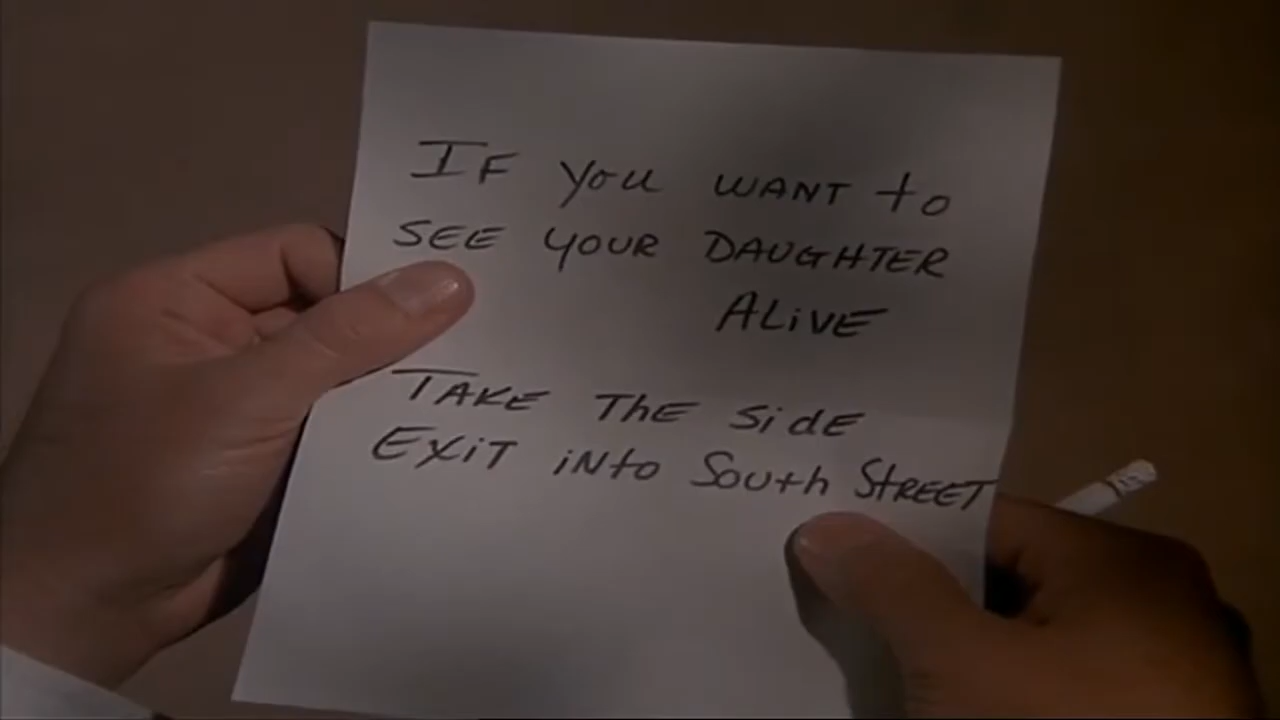 IF you WANT to
SEE YOUR DAUGHTER
ALiVE
TAKE ThE SidE
EXiT iNto South STREET